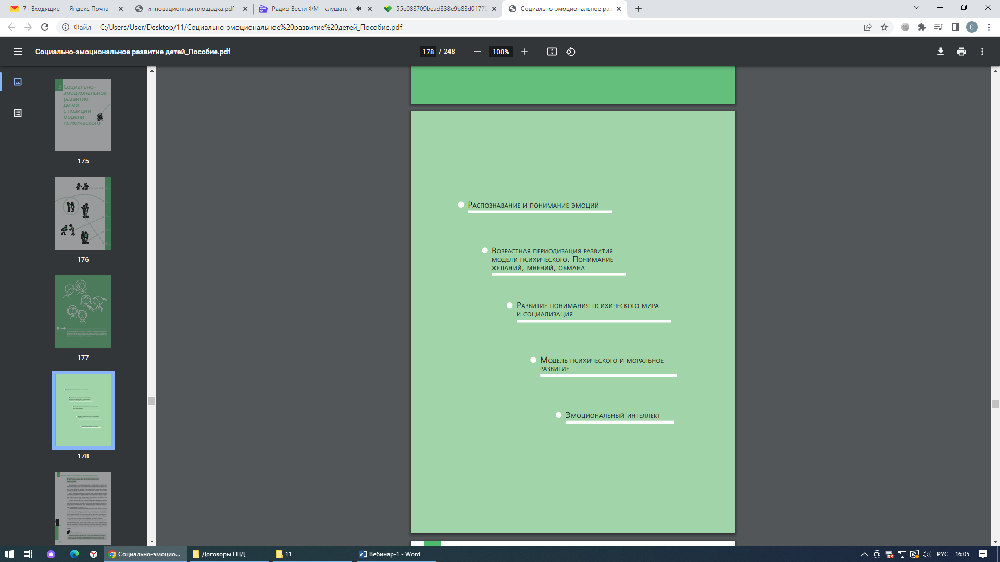 7 · Входящие — Яндекс Почта
инновационная площадка.pdf
Радио Вести ФМ - слушать
55e083709bead338e9b83d0177
Социально-эмоциональное ра
Файл
C:/Users/User/Desktop/11/Социально-эмоциональное%20развитие%20детей_Пособие.pdf
С
Социально-эмоциональное развитие детей_Пособие.pdf
178 / 248
100%
3 Социально-
эмоциональное
развитие
детей
с позиции
модели
психического
175
176
177
178
Распознавание и понимание
эмоций
Распознавание и понимание эмоций
Возрастная периодизация развития
модели психического. Понимание
желаний, мнений, обмана
Развитие понимания психического мира
и социализация
Модель психического и моральное
развитие
Эмоциональный интеллект
Социально-эмоцио...
Договоры ГПД
11
Вебинар-1 - Word
РУС
16:05